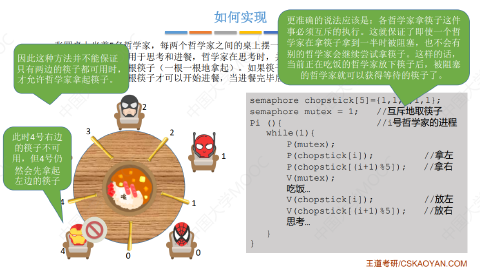 如何实现
每两个哲学家之间的桌上摆一
用于思考和进餐，哲学家在思考时，
根筷子（一根一根地拿起）。如果筷
根筷子才可以开始进餐，当进餐完毕
因此这种方法并不能保证
只有两边的筷子都可用时，
才允许哲学家拿起筷子。
更准确的说法应该是：各哲学家拿筷子这件
事必须互斥的执行。这就保证了即使一个哲
学家在拿筷子拿到一半时被阻塞，也不会有
别的哲学家会继续尝试拿筷子。这样的话，
当前正在吃饭的哲学家放下筷子后，被阻塞
的哲学家就可以获得等待的筷子了。
此时4号右边
的筷子不可
用，但4号仍
然会先拿起
左边的筷子
2
3
2
1
1
4
4
0
0
semaphore chopstick[5]={1,1,1,1,1};
semaphore mutex = 1; //互斥地取筷子
Pi (){ //i号哲学家的进程
while(1){
P(mutex);
P(chopstick[i]); //拿左
P(chopstick[(i+1)%5]); //拿右
V(mutex);
吃饭…
V(chopstick[i]); //放左
V(chopstick[(i+1)%5]); //放右
思考…
}
}
王道考研/CSKAOYAN.COM